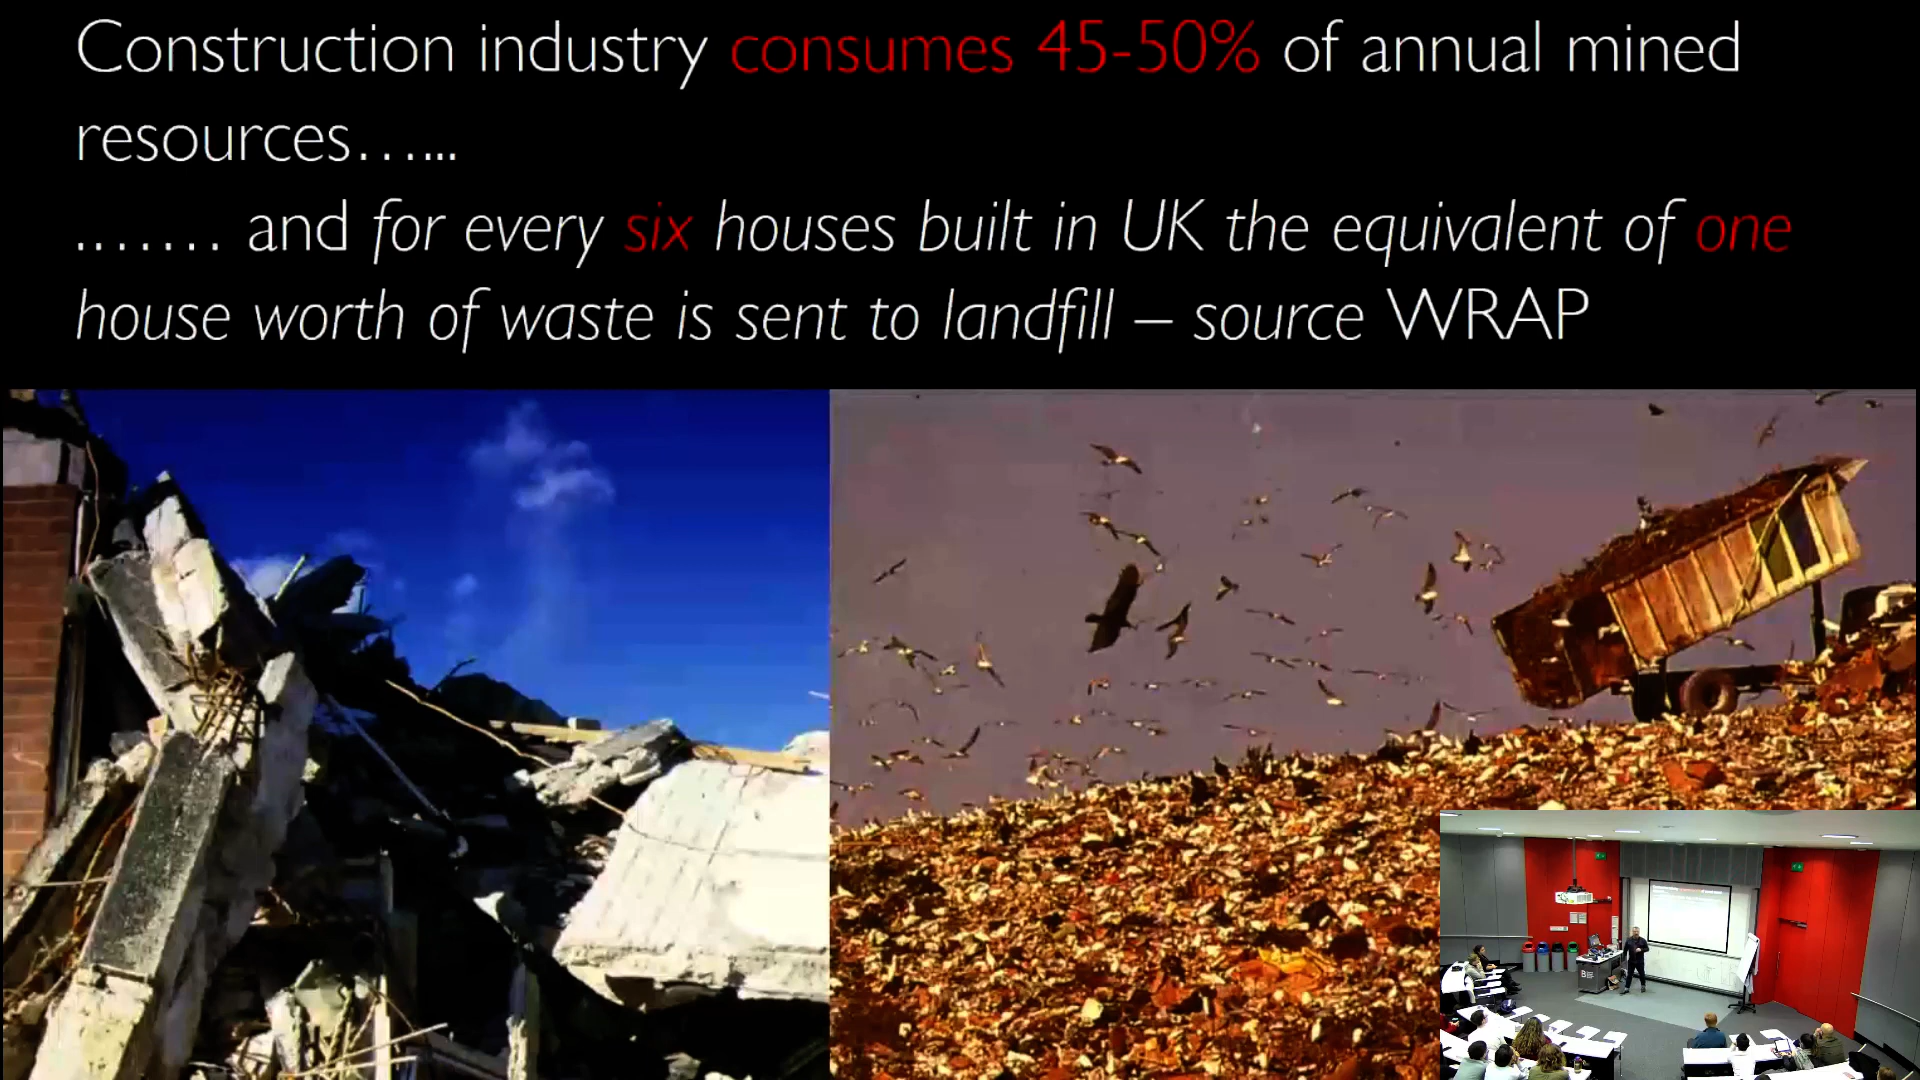 Construction industry consumes 45-50% of annual mined
resources…...
……. and for every six houses built in UK the equivalent of one
house worth of waste is sent to landfill – source WRAP